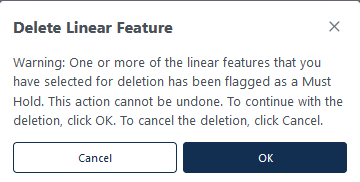 Delete Linear Feature
Warning: One or more of the linear features that you
have selected for deletion has been flagged as a Must
Hold. This action cannot be undone. To continue with the
deletion, click OK. To cancel the deletion, click Cancel.
Cancel
OK